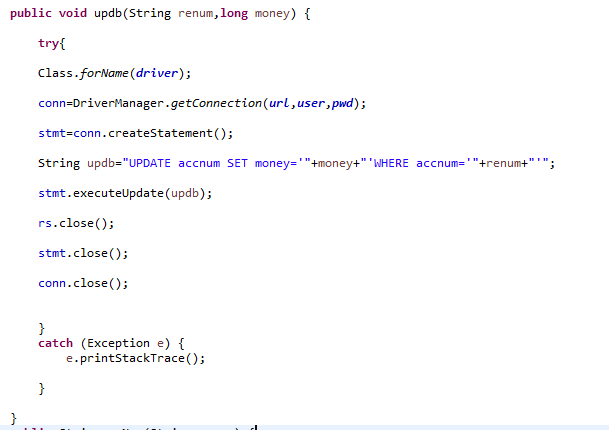 public void updb(String renum,long money) {
try{
Class.forName(driver);
conn=DriverManager.getConnection(url,user,pwd);
stmt=conn.createStatement();
String updb="UPDATE accnum SET money='"+money+"'WHERE accnum='"+renum+"'";
stmt.executeUpdate(updb);
rs.close();
stmt.close();
conn.close();
}
catch (Exception e) {
e.printStackTrace();
}
}